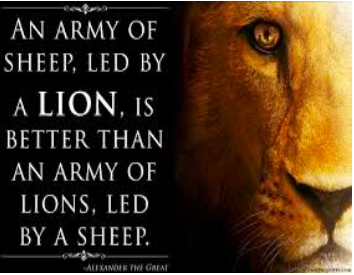 AN ARMY OF
SHEEP, LED BY
A LION, IS
BETTER THAN
AN ARMY OF
LIONS, LED
BY A SHEEP.
-ALEXANDER THE GREAT